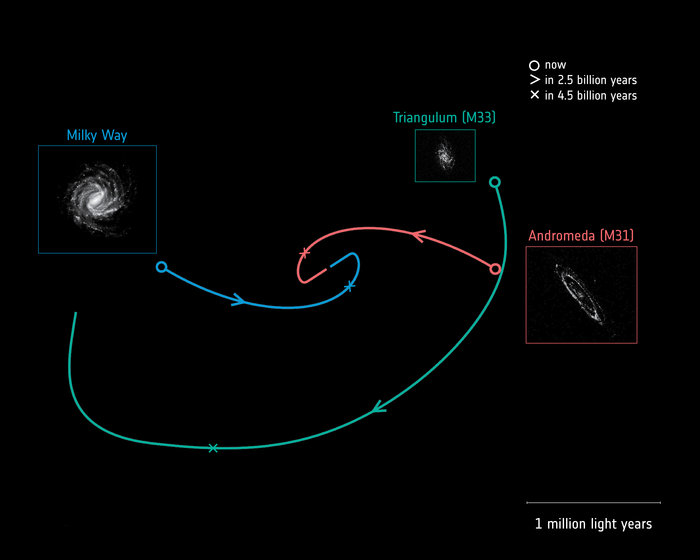 now
in 2.5 billion years
in 4.5 billion years
Triangulum (M33)
Milky Way
Andromeda (M31)
1 million light years